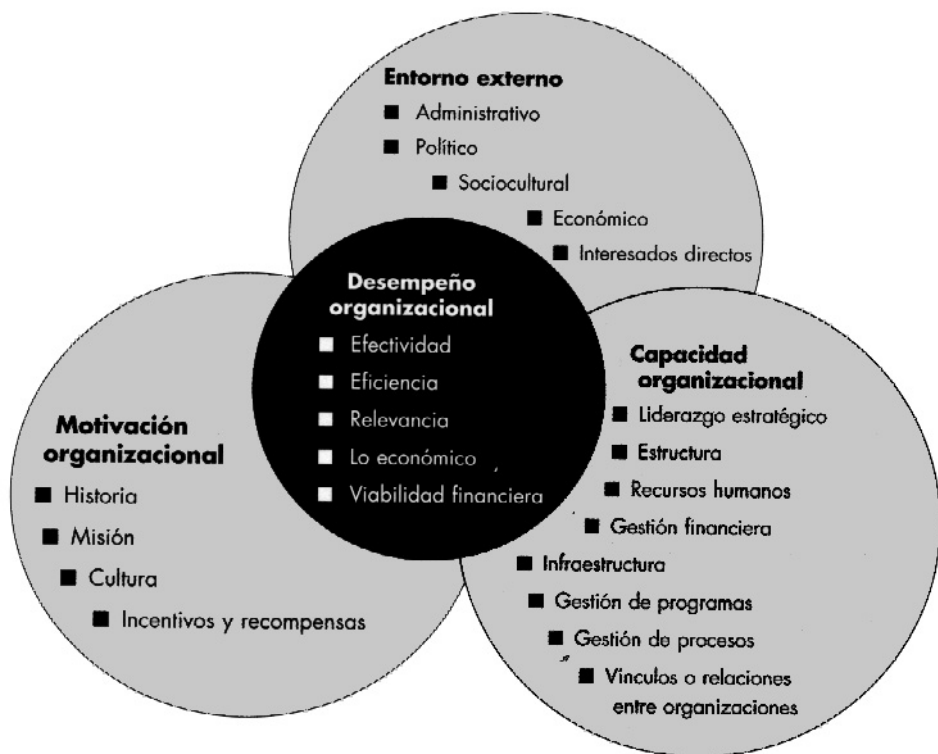 Entorno externo
Administrativo
Político
Sociocultural
Económico
Interesados directos
Desempeño
organizacional
Efectividad
Eficiencia
Relevancia
Lo económico
Viabilidad financiera
Motivación
organizacional
Historia
Misión
Cultura
Incentivos y recompensas
Capacidad
organizacional
Liderazgo estratégico
Estructura
Recursos humanos
Gestión financiera
Infraestructura
Gestión de programas
Gestión de procesos
Vínculos o relaciones
entre organizaciones